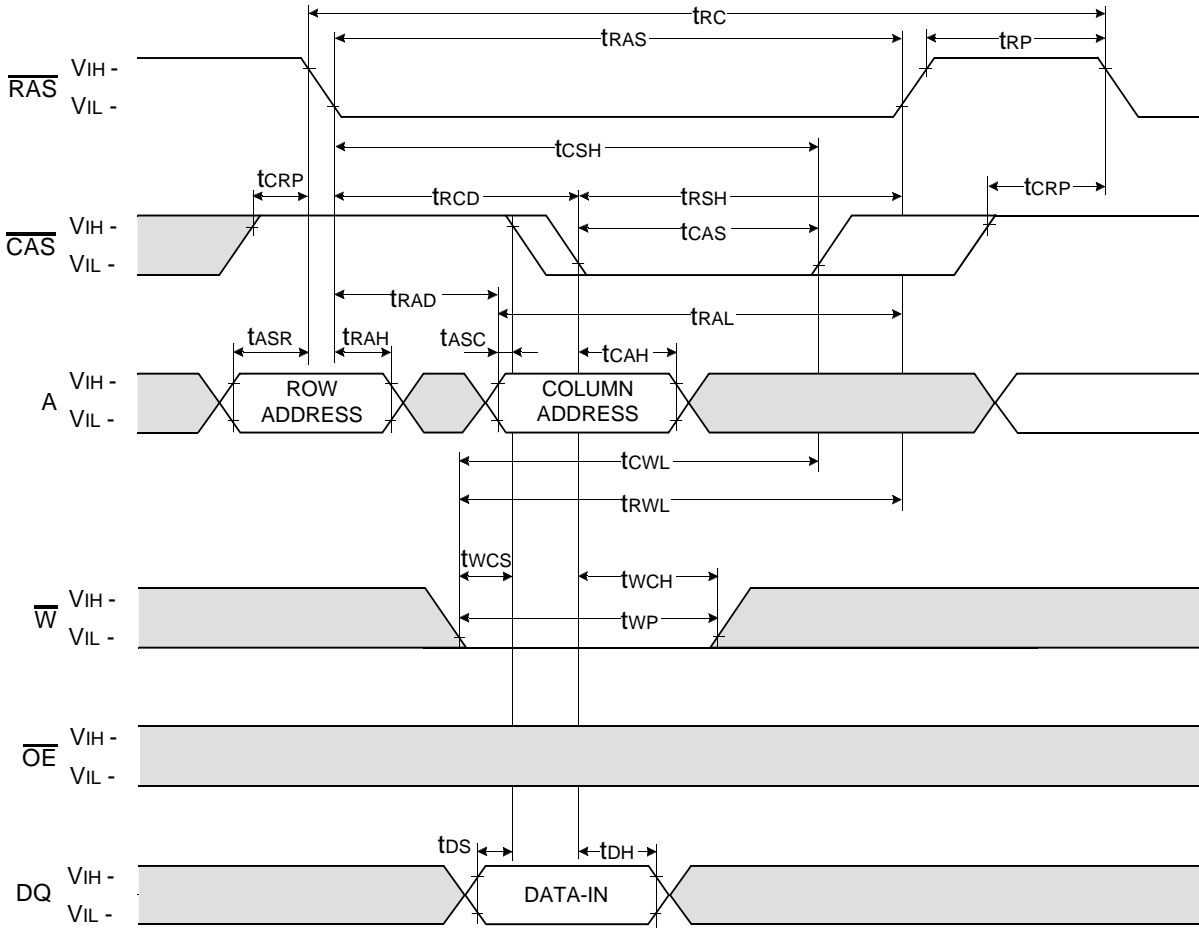 tRC
tRAS
tRP
RAS
VIH -
VIL -
tCSH
tCRP
tRCD
tRSH
tCRP
CAS
VIH -
VIL -
tCAS
tRAD
tRAL
tASR
tRAH
tASC
tCAH
A
VIH -
VIL -
ROW
ADDRESS
COLUMN
ADDRESS
tCWL
tRWL
tWCS
tWCH
W
VIH -
VIL -
tWP
OE
VIH -
VIL -
tDS
tDH
DQ
VIH -
VIL -
DATA-IN